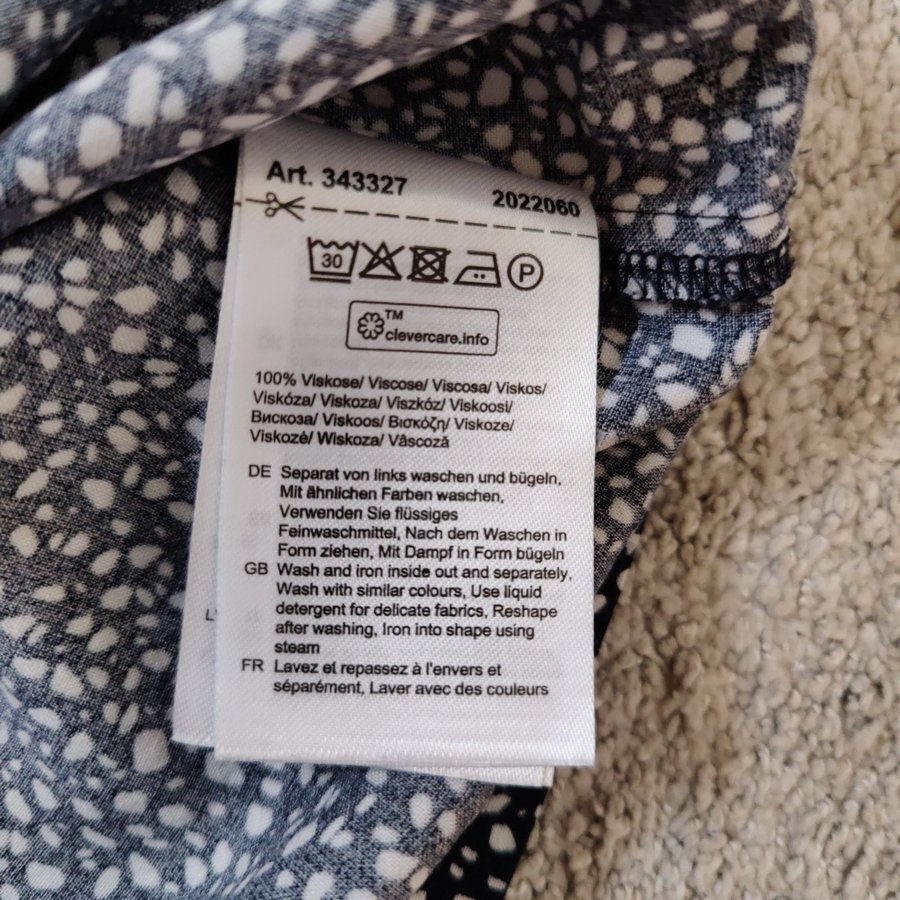 Art. 343327
2022060
30
P
TM
clevercare.info
100% Viskose/ Viscose/ Viscosa/ Viskos/
Viskóza/ Viskoza/ Viszkóz/ Viskoosi/
Вискоза/ Viskoos/ Βισκόζη/ Viskoze/
Viskozė/ Wiskoza/ Vâscoză
DE Separat von links waschen und bügeln,
Mit ähnlichen Farben waschen,
Verwenden Sie flüssiges
Feinwaschmittel, Nach dem Waschen in
Form ziehen, Mit Dampf in Form bügeln
GB Wash and iron inside out and separately,
Wash with similar colours, Use liquid
detergent for delicate fabrics, Reshape
after washing, Iron into shape using
steam
FR Lavez et repassez à l'envers et
séparément, Laver avec des couleurs